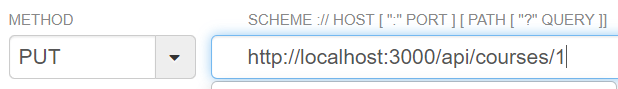 METHOD SCHEME :// HOST [ ":" PORT ] [ PATH [ "?" QUERY ]]
PUT http://localhost:3000/api/courses/1